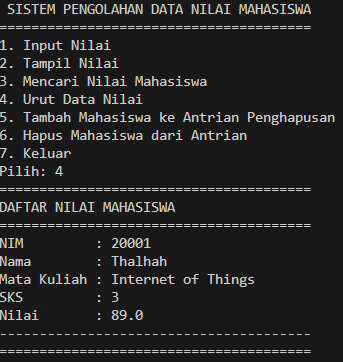 SISTEM PENGOLAHAN DATA NILAI MAHASISWA
=======================================
1. Input Nilai
2. Tampil Nilai
3. Mencari Nilai Mahasiswa
4. Urut Data Nilai
5. Tambah Mahasiswa ke Antrian Penghapusan
6. Hapus Mahasiswa dari Antrian
7. Keluar
Pilih: 4
=======================================
DAFTAR NILAI MAHASISWA
=======================================
NIM         : 20001
Nama        : Thalhah
Mata Kuliah : Internet of Things
SKS         : 3
Nilai       : 89.0
---------------------------------------
=======================================